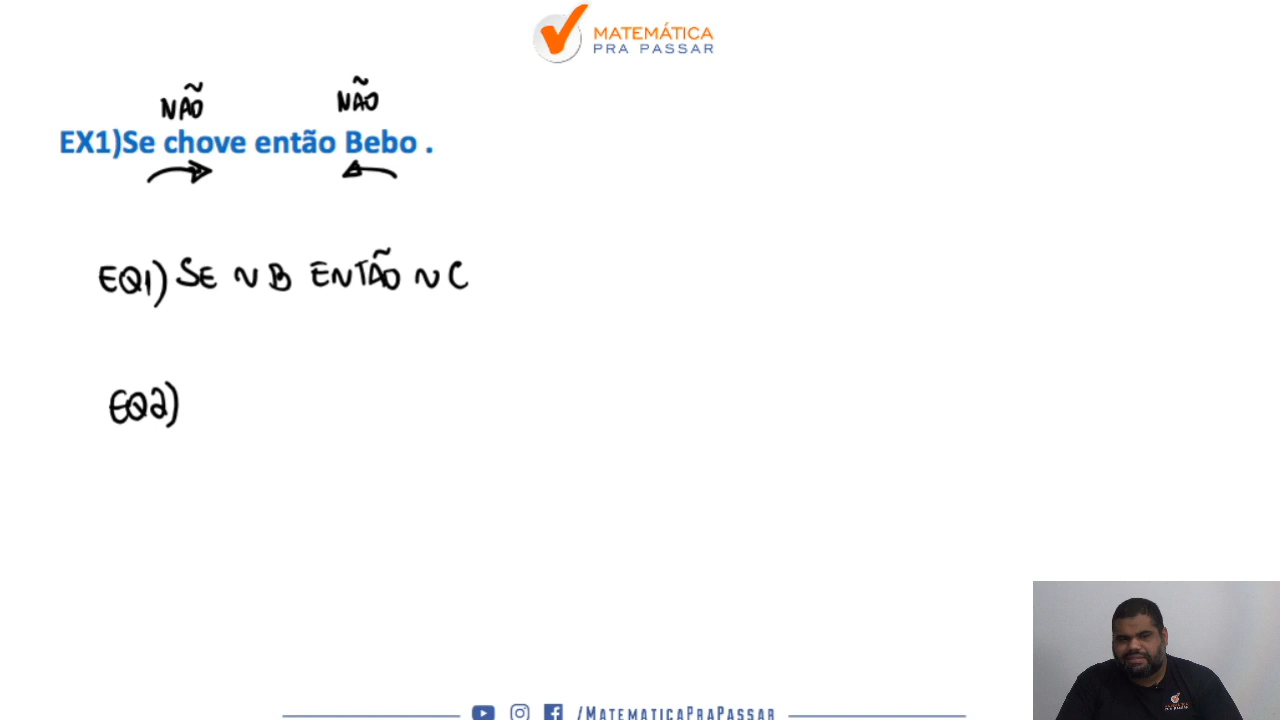 MATEMÁTICA
PRA PASSAR
NÃO NÃO
EX1)Se chove então Bebo .
EQ1) SE N B ENTÃO N C
EQ2)
/MATEMATICAPRAPASSAR